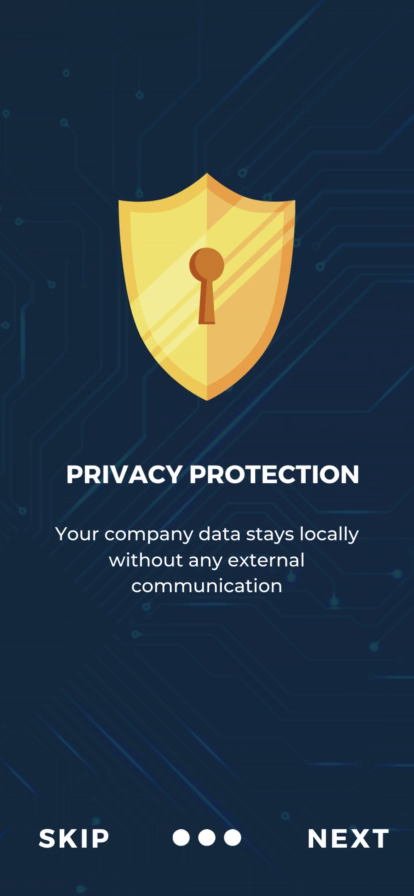 PRIVACY PROTECTION
Your company data stays locally
without any external
communication
SKIP
NEXT